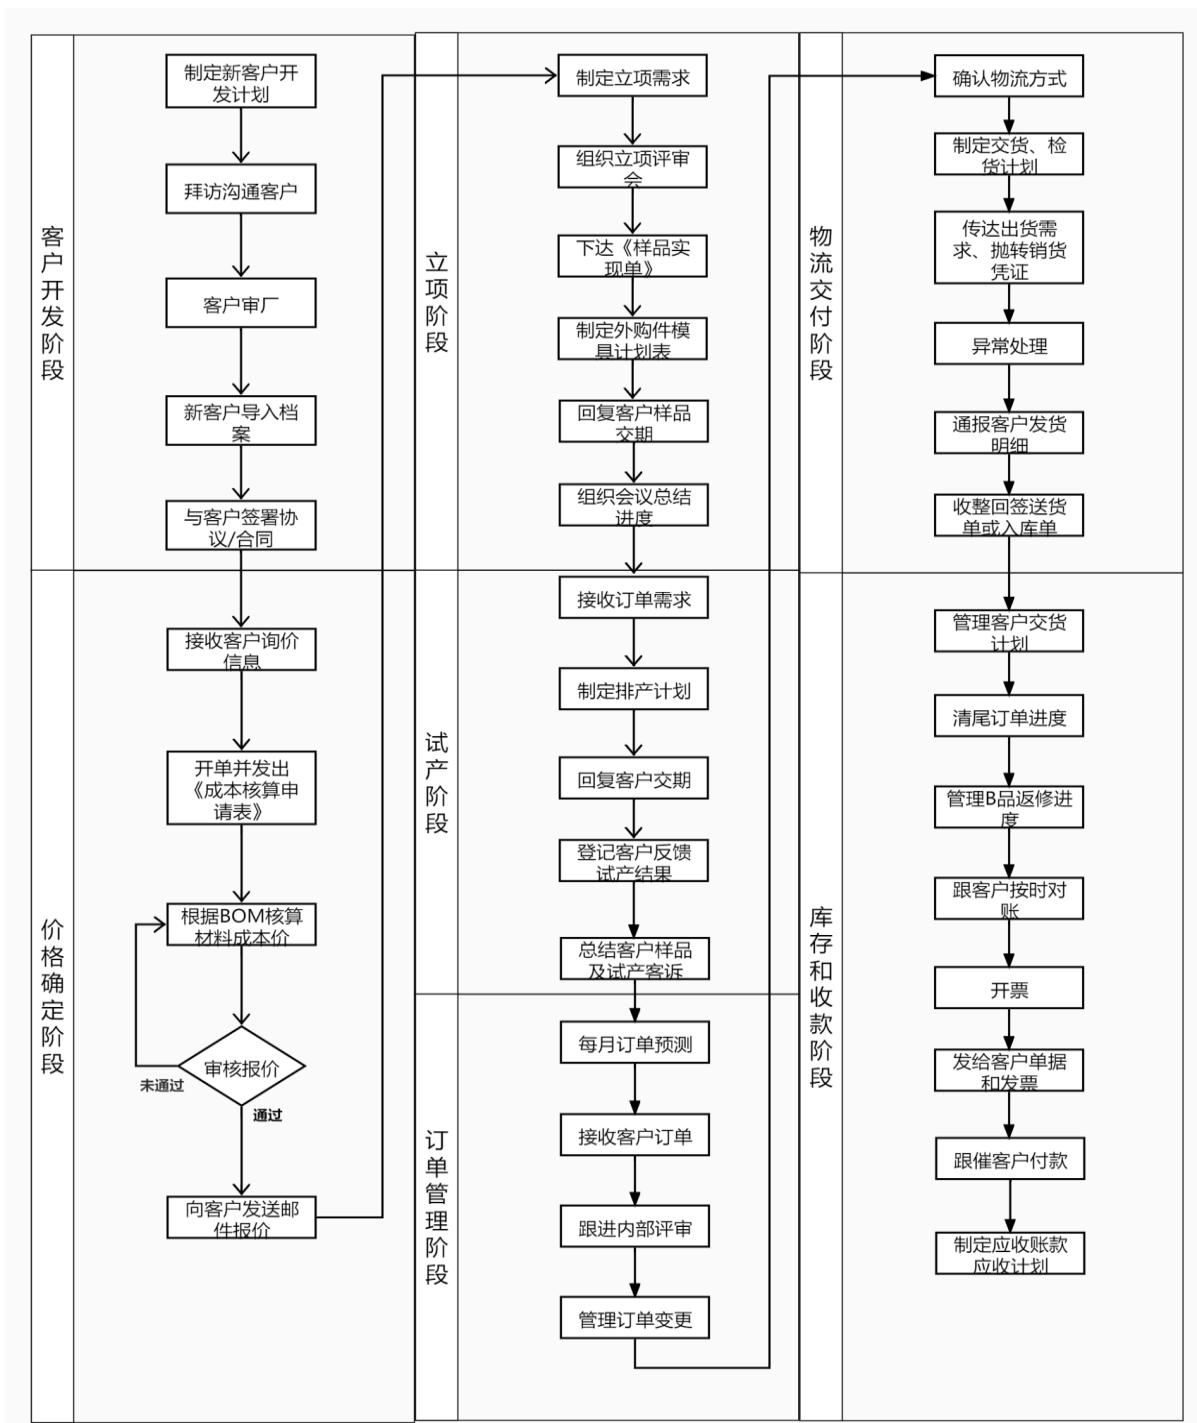 客户开发阶段
制定新客户开
发计划
拜访沟通客户
客户审厂
新客户导入档
案
与客户签署协
议/合同
价格确定阶段
接收客户询价
信息
开单并发出
《成本核算申
请表》
根据BOM核算
材料成本价
审核报价
未通过
通过
向客户发送邮
件报价
立项阶段
制定立项需求
组织立项评审
会
下达《样品实
现单》
制定外购件模
具计划表
回复客户样品
交期
组织会议总结
进度
试产阶段
接收订单需求
制定排产计划
回复客户交期
登记客户反馈
试产结果
总结客户样品
及试产客诉
订单管理阶段
每月订单预测
接收客户订单
跟进内部评审
管理订单变更
物流交付阶段
确认物流方式
制定交货、检
货计划
传达出货需
求、抛转销货
凭证
异常处理
通报客户发货
明细
收整回签送货
单或入库单
库存和收款阶段
管理客户交货
计划
清尾订单进度
管理B品返修进
度
跟客户按时对
账
开票
发给客户单据
和发票
跟催客户付款
制定应收账款
应收计划